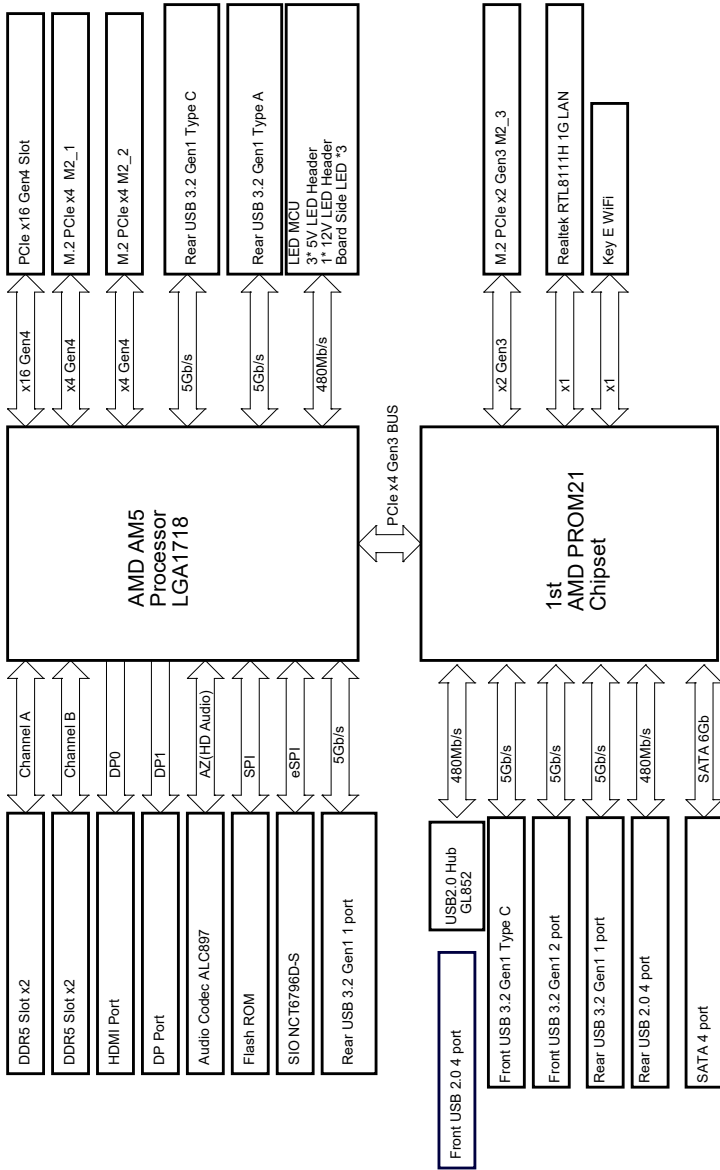 PCIe x16 Gen4 Slot
M.2 PCIe x4  M2_1
M.2 PCIe x4  M2_2
Rear USB 3.2 Gen1 Type C
Rear USB 3.2 Gen1 Type A
LED MCU
3* 5V LED Header
1* 12V LED Header
Board Side LED *3
x16 Gen4
x4 Gen4
x4 Gen4
5Gb/s
5Gb/s
480Mb/s
AMD AM5
Processor
LGA1718
Channel A
Channel B
DP0
DP1
AZ(HD Audio)
SPI
eSPI
5Gb/s
DDR5 Slot x2
DDR5 Slot x2
HDMI Port
DP Port
Audio Codec ALC897
Flash ROM
SIO NCT6796D-S
Rear USB 3.2 Gen1 1 port
PCIe x4 Gen3 BUS
M.2 PCIe x2 Gen3 M2_3
Realtek RTL8111H 1G LAN
Key E WiFi
x2 Gen3
x1
x1
1st
AMD PROM21
Chipset
480Mb/s
5Gb/s
5Gb/s
5Gb/s
480Mb/s
SATA 6Gb
USB2.0 Hub
GL852
Front USB 2.0 4 port
Front USB 3.2 Gen1 Type C
Front USB 3.2 Gen1 2 port
Rear USB 3.2 Gen1 1 port
Rear USB 2.0 4 port
SATA 4 port